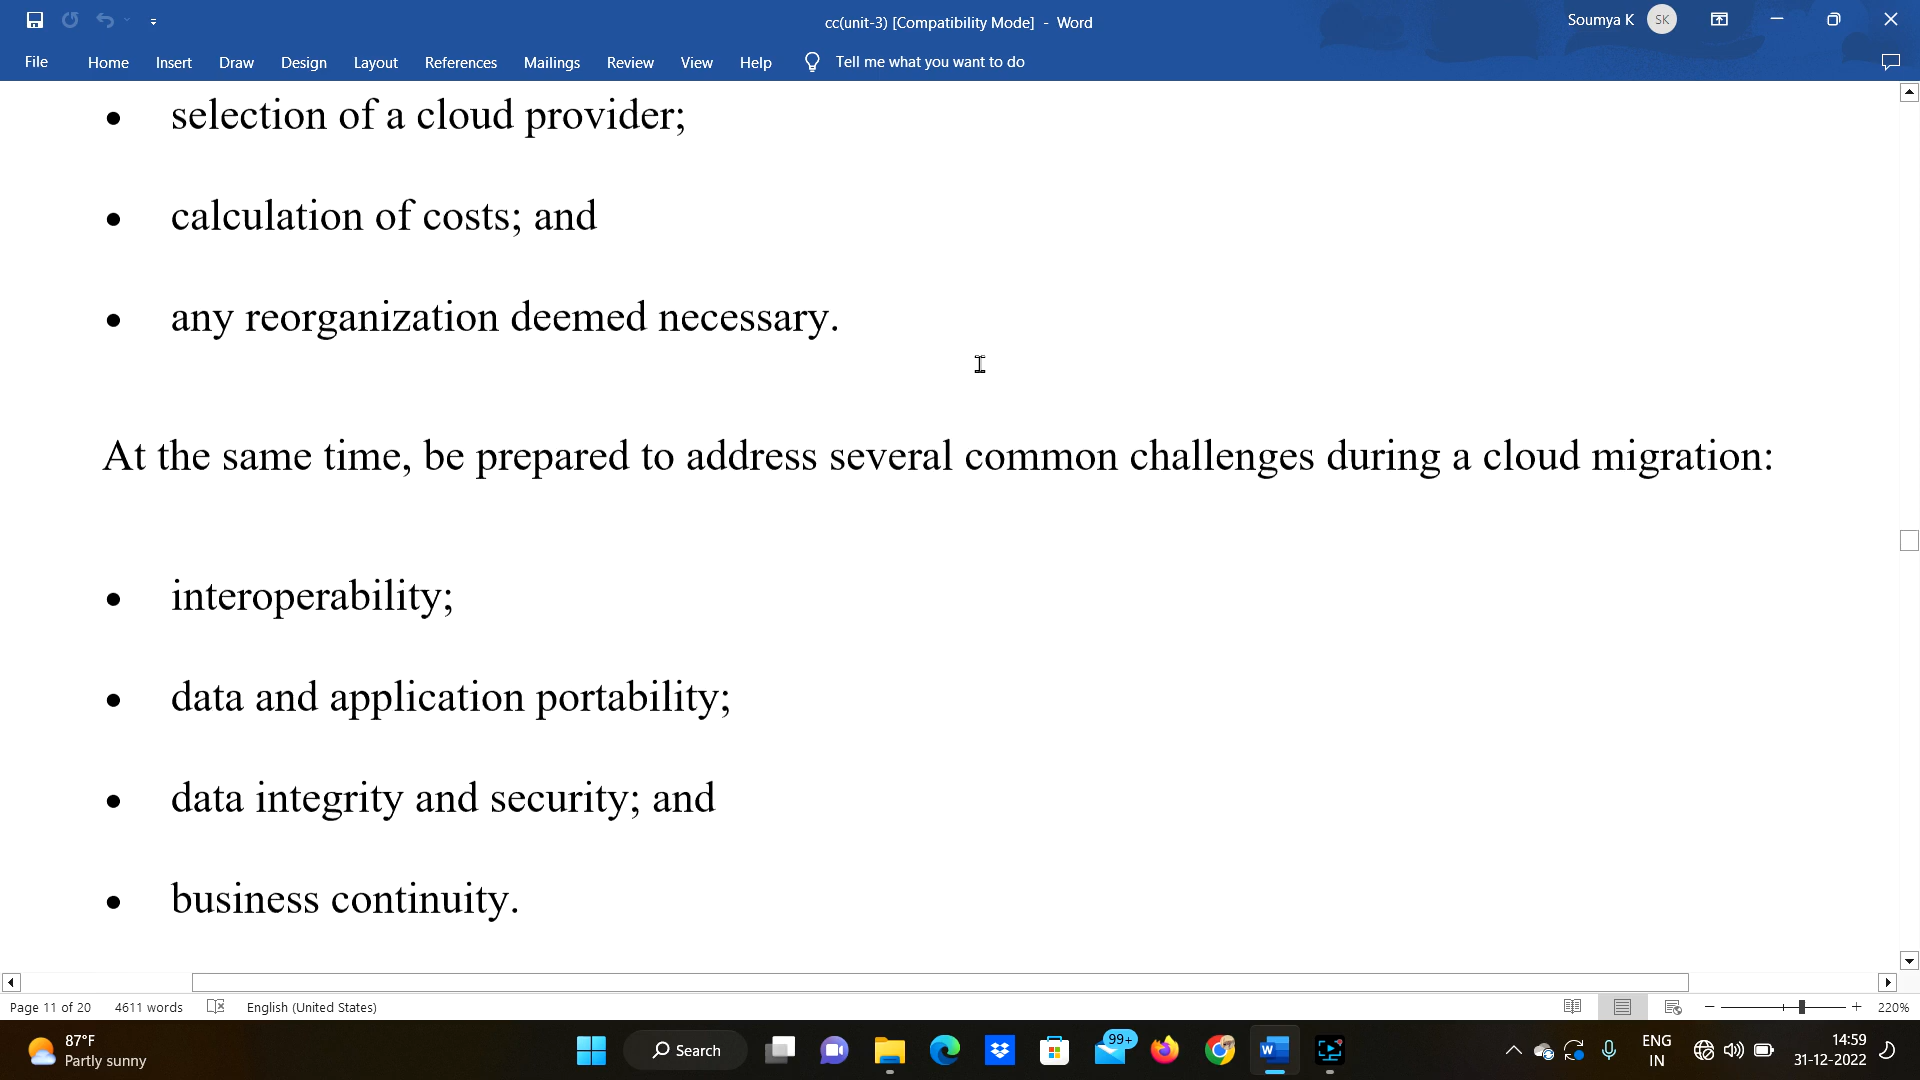 cc(unit-3) [Compatibility Mode] - Word
Soumya K
SK
File
Home
Insert
Draw
Design
Layout
References
Mailings
Review
View
Help
Tell me what you want to do
• selection of a cloud provider;
• calculation of costs; and
• any reorganization deemed necessary.
At the same time, be prepared to address several common challenges during a cloud migration:
• interoperability;
• data and application portability;
• data integrity and security; and
• business continuity.
Page 11 of 20
4611 words
English (United States)
220%
87°F
Partly sunny
Search
99+
W
ENG
IN
14:59
31-12-2022